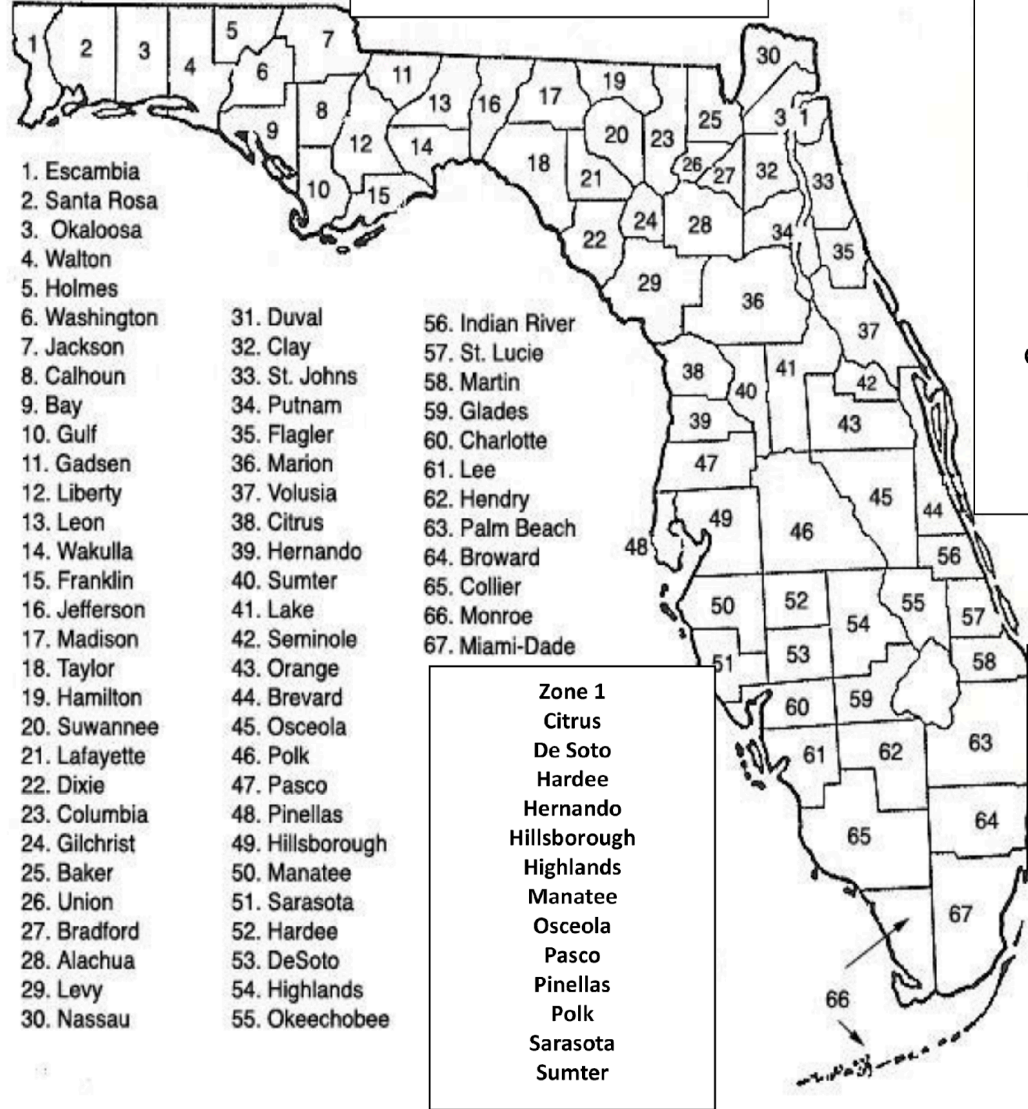 1
2
3
4
5
6
7
8
9
10
11
12
13
14
15
16
17
18
19
20
21
22
23
24
25
26
27
28
29
30
3 1
32
33
34
35
36
37
38
39
40
41
42
43
44
45
46
47
48
49
50
51
52
53
54
55
56
57
58
59
60
61
62
63
64
65
66
67
1. Escambia
2. Santa Rosa
3. Okaloosa
4. Walton
5. Holmes
6. Washington
7. Jackson
8. Calhoun
9. Bay
10. Gulf
11. Gadsen
12. Liberty
13. Leon
14. Wakulla
15. Franklin
16. Jefferson
17. Madison
18. Taylor
19. Hamilton
20. Suwannee
21. Lafayette
22. Dixie
23. Columbia
24. Gilchrist
25. Baker
26. Union
27. Bradford
28. Alachua
29. Levy
30. Nassau
31. Duval
32. Clay
33. St. Johns
34. Putnam
35. Flagler
36. Marion
37. Volusia
38. Citrus
39. Hernando
40. Sumter
41. Lake
42. Seminole
43. Orange
44. Brevard
45. Osceola
46. Polk
47. Pasco
48. Pinellas
49. Hillsborough
50. Manatee
51. Sarasota
52. Hardee
53. DeSoto
54. Highlands
55. Okeechobee
56. Indian River
57. St. Lucie
58. Martin
59. Glades
60. Charlotte
61. Lee
62. Hendry
63. Palm Beach
64. Broward
65. Collier
66. Monroe
67. Miami-Dade
Zone 1
Citrus
De Soto
Hardee
Hernando
Hillsborough
Highlands
Manatee
Osceola
Pasco
Pinellas
Polk
Sarasota
Sumter